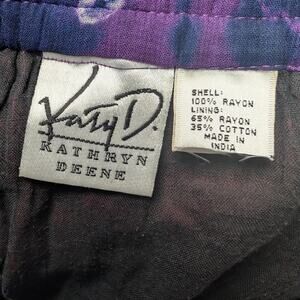 Katy D.
KATHRYN
DEENE
SHELL:
100% RAYON
LINING:
65% RAYON
35% COTTON
MADE IN
INDIA